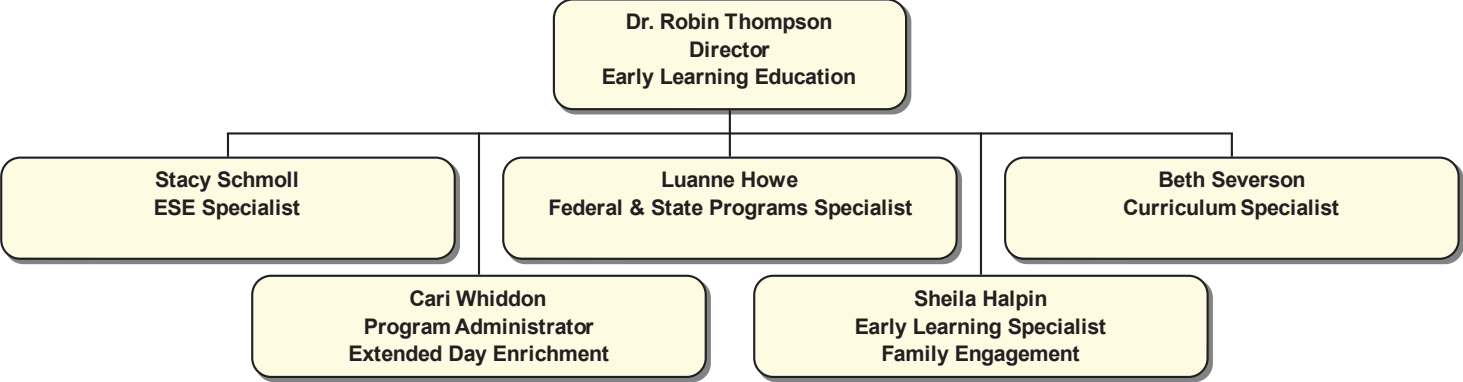 Dr. Robin Thompson
Director
Early Learning Education
Stacy Schmoll
ESE Specialist
Luanne Howe
Federal & State Programs Specialist
Beth Severson
Curriculum Specialist
Cari Whiddon
Program Administrator
Extended Day Enrichment
Sheila Halpin
Early Learning Specialist
Family Engagement